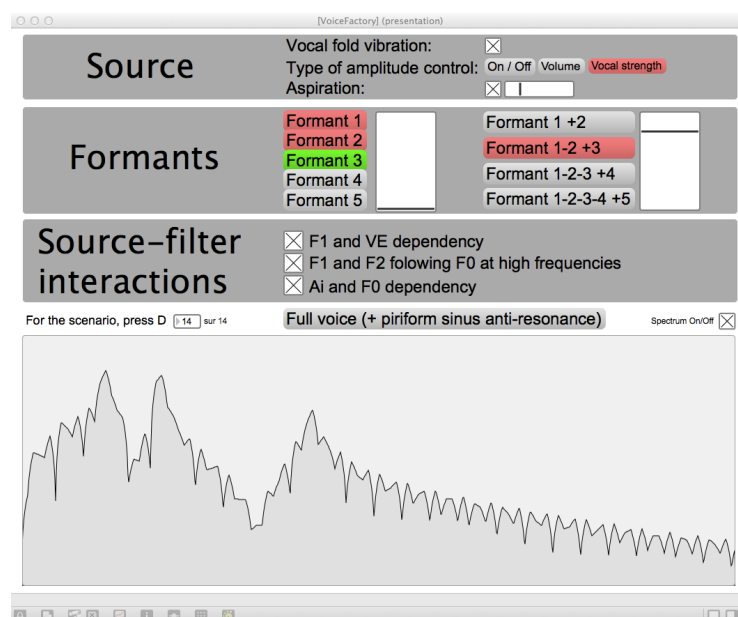 [VoiceFactory] (presentation)
Source
Vocal fold vibration:
Type of amplitude control: On / Off Volume Vocal strength
Aspiration:
Formants
Formant 1
Formant 2
Formant 3
Formant 4
Formant 5
Formant 1 +2
Formant 1-2 +3
Formant 1-2-3 +4
Formant 1-2-3-4 +5
Source-filter
interactions
F1 and VE dependency
F1 and F2 folowing F0 at high frequencies
Ai and F0 dependency
For the scenario, press D 14 sur 14
Full voice (+ piriform sinus anti-resonance)
Spectrum On/Off